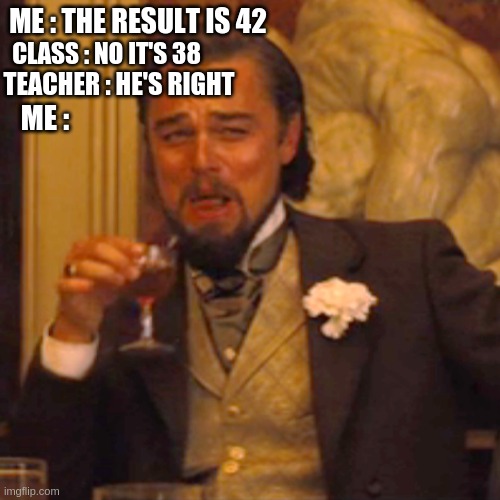 ME : THE RESULT IS 42
CLASS : NO IT'S 38
TEACHER : HE'S RIGHT
ME :
imgflip.com